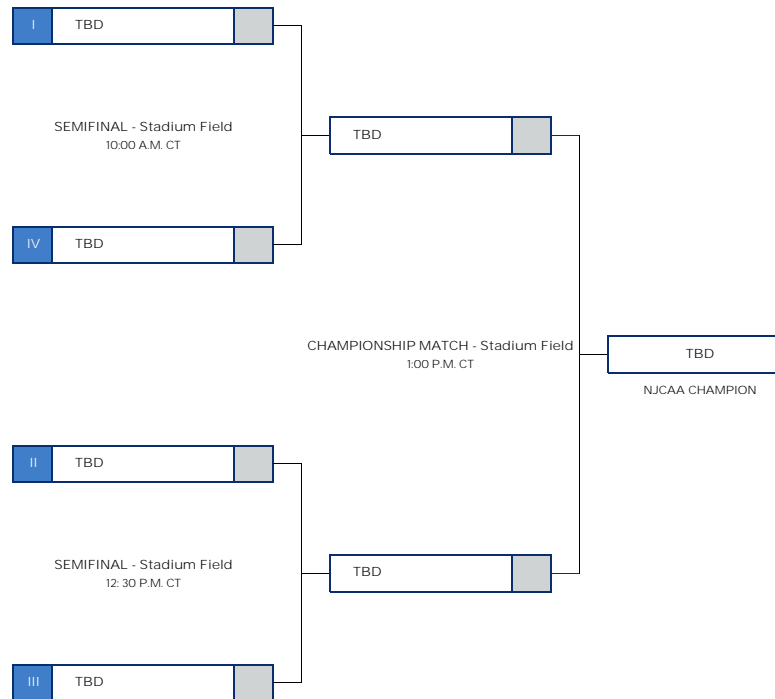 I TBD
SEMIFINAL - Stadium Field
10:00 A.M. CT
TBD
IV TBD
CHAMPIONSHIP MATCH - Stadium Field
1:00 P.M. CT
TBD
NJCAA CHAMPION
II TBD
SEMIFINAL - Stadium Field
12: 30 P.M. CT
TBD
III TBD